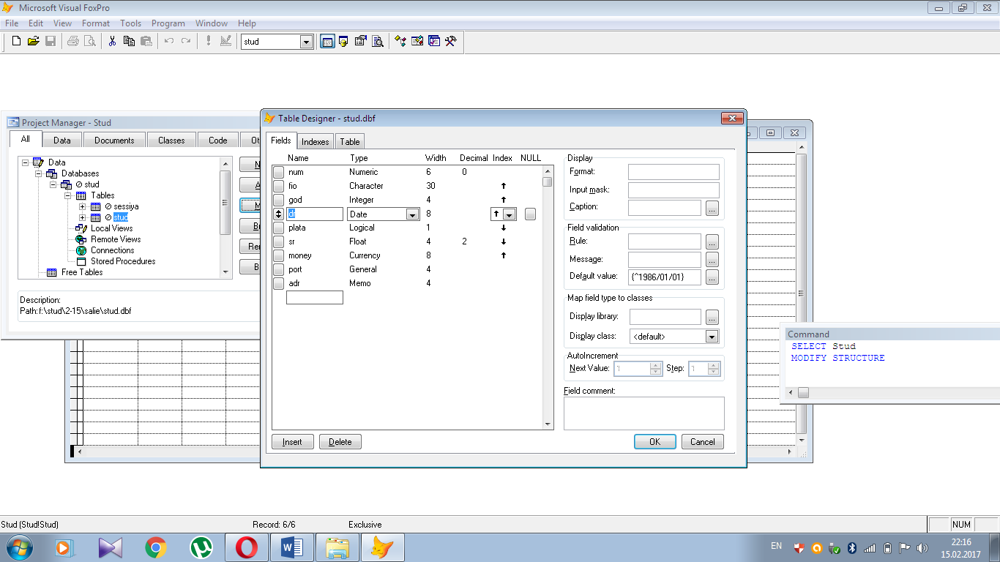 Microsoft Visual FoxPro
File Edit View Format Tools Program Window Help
stud
Project Manager - Stud
All Data Documents Classes Code Ot
Data
Databases
stud
Tables
sessiya
stud
Local Views
Remote Views
Connections
Stored Procedures
Free Tables
Description:
Path:f:\stud\2-15\salie\stud.dbf
Table Designer - stud.dbf
Fields Indexes Table
Name Type Width Decimal Index NULL
num Numeric 6 0
fio Character 30
god Integer 4
dr Date 8
plata Logical 1
sr Float 4 2
money Currency 8
port General 4
adr Memo 4
Display
Format:
Input mask:
Caption: ...
Field validation
Rule: ...
Message: ...
Default value: {^1986/01/01} ...
Map field type to classes
Display library: ...
Display class: <default>
AutoIncrement
Next Value: Step:
Field comment:
Insert Delete OK Cancel
Command
SELECT Stud
MODIFY STRUCTURE
Stud (Stud!Stud) Record: 6/6 Exclusive NUM
EN 22:16
15.02.2017